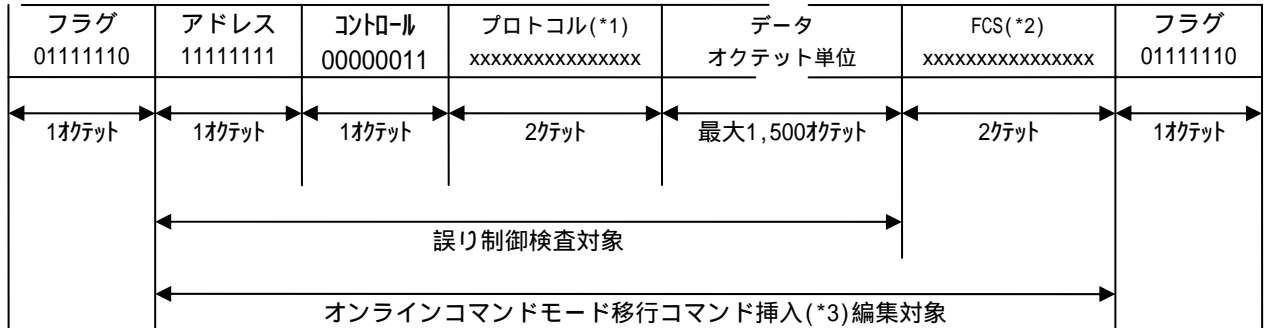 フラグ アドレス コントロール プロトコル(*1) データ FCS(*2) フラグ
01111110 11111111 00000011 xxxxxxxxxxxxxxxx オクテット単位 xxxxxxxxxxxxxxxx 01111110
1オクテット 1オクテット 1オクテット 2クテット 最大1,500オクテット 2クテット 1オクテット
誤り制御検査対象
オンラインコマンドモード移行コマンド挿入(*3)編集対象